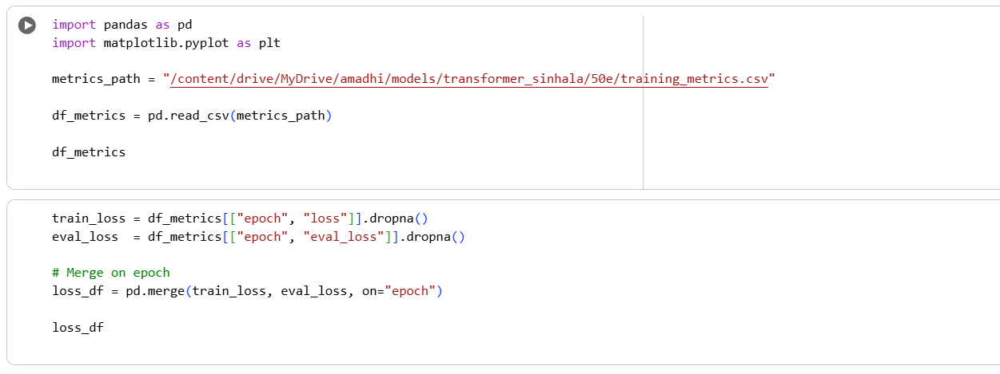 import pandas as pd
import matplotlib.pyplot as plt
metrics_path = "/content/drive/MyDrive/amadhi/models/transformer_sinhala/50e/training_metrics.csv"
df_metrics = pd.read_csv(metrics_path)
df_metrics
train_loss = df_metrics[["epoch", "loss"]].dropna()
eval_loss  = df_metrics[["epoch", "eval_loss"]].dropna()
# Merge on epoch
loss_df = pd.merge(train_loss, eval_loss, on="epoch")
loss_df